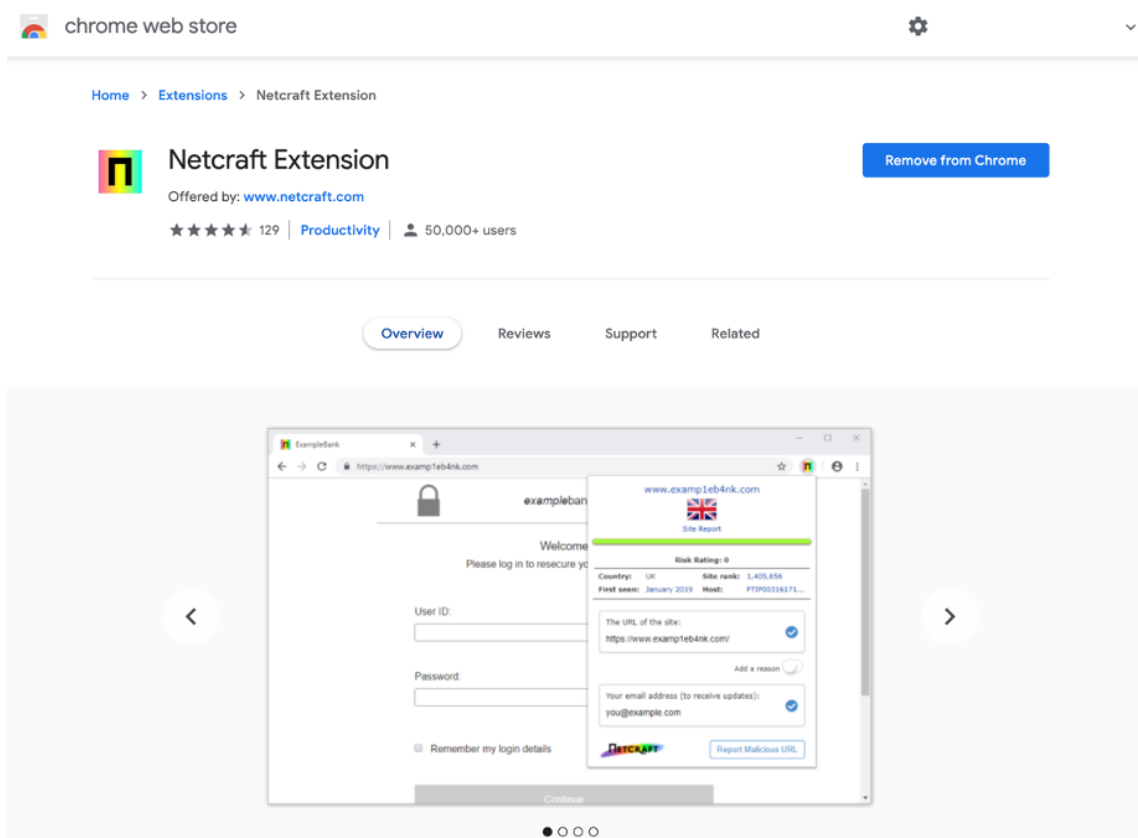 chrome web store
Home > Extensions > Netcraft Extension
Netcraft Extension
Remove from Chrome
Offered by: www.netcraft.com
129 | Productivity | 50,000+ users
Overview Reviews Support Related
ExampleBank
https://www.examp1eb4nk.com
www.examp1eb4nk.com
exampleban
Site Report
Welcome
Please log in to resecure yo
Risk Rating: 0
Country: UK Site rank: 1,405,656
First seen: January 2019 Host: FTIP00316171...
User ID:
The URL of the site:
https://www.examp1eb4nk.com/
Add a reason
Password:
Your email address (to receive updates):
you@example.com
Remember my login details
NETCRAFT
Report Malicious URL
Continue